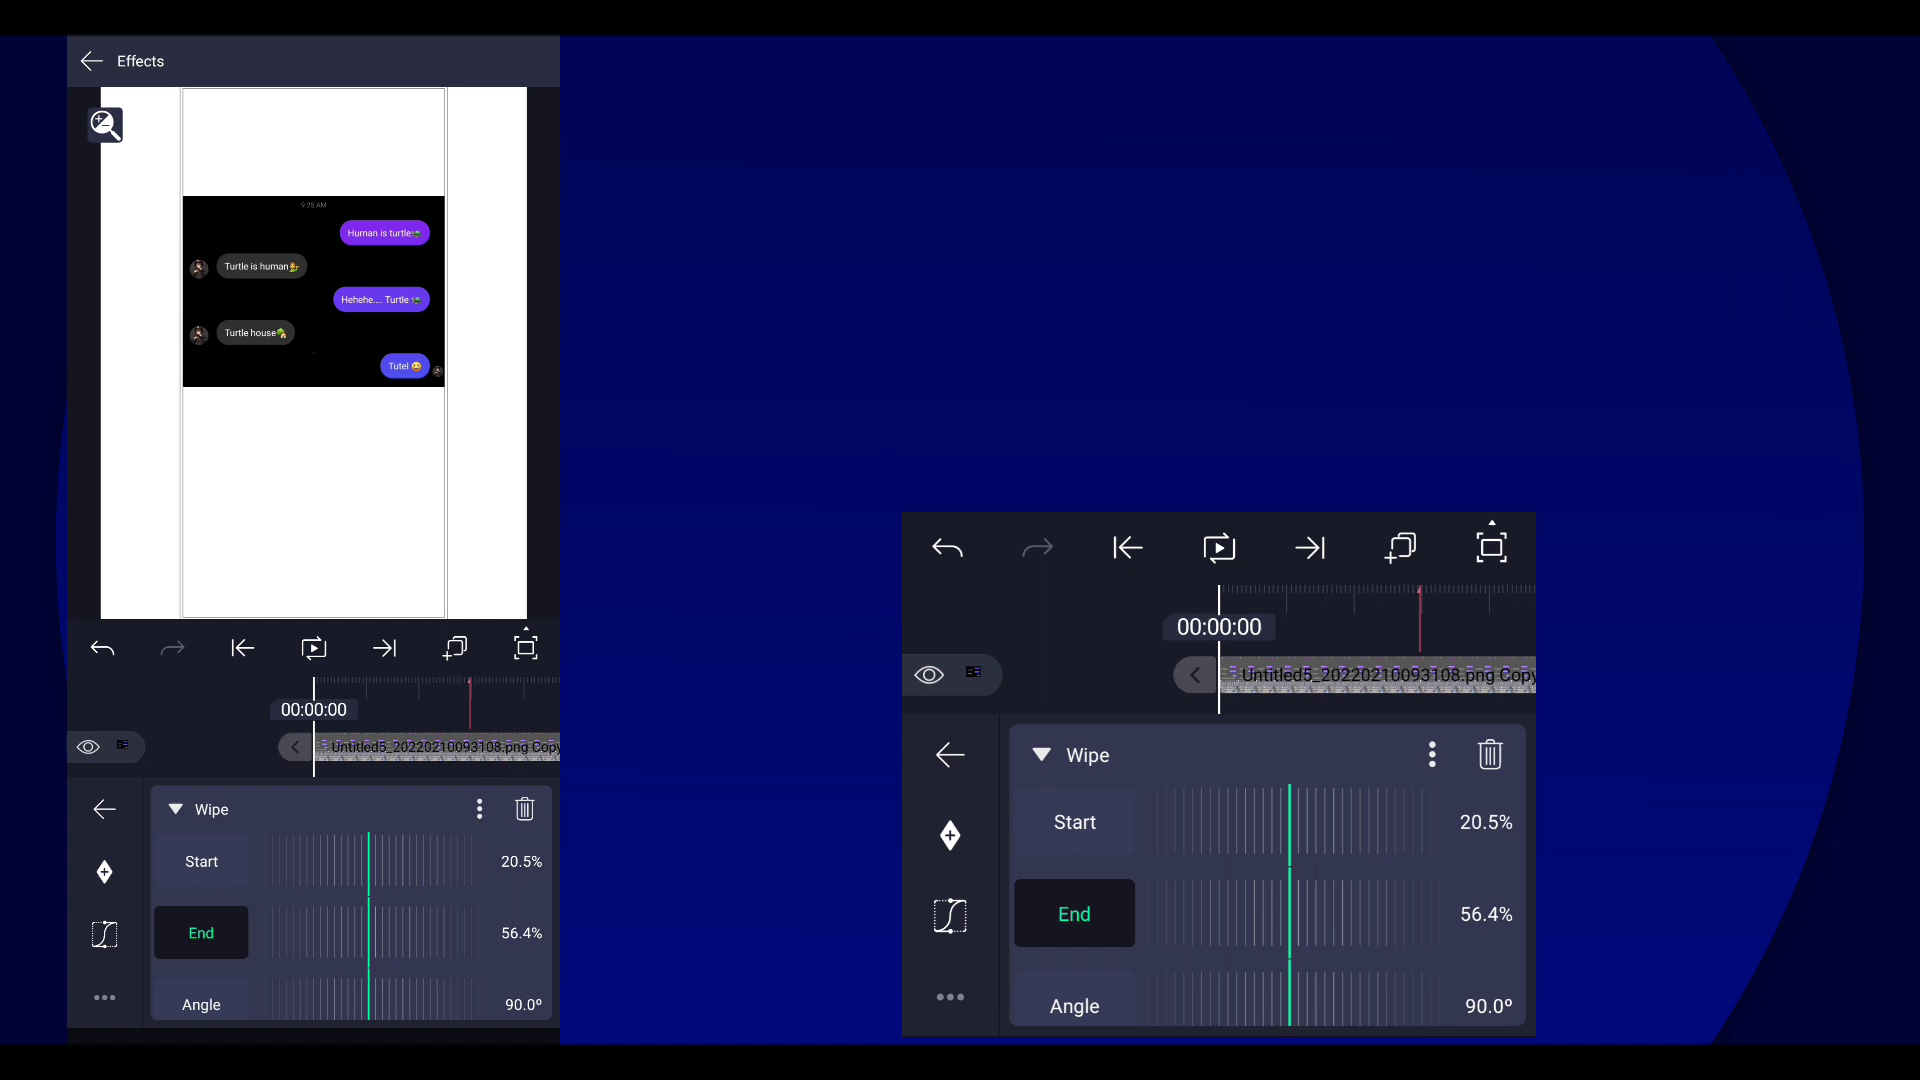 Effects
9:25 AM
Human is turtle🐢
Turtle is human💁
Hehehe.... Turtle 🐢
Turtle house🏡
Tutel 😄
00:00:00
Untitled5_20220210093108.png Copy
Wipe
Start
20.5%
End
56.4%
Angle
90.0º
00:00:00
Untitled5_20220210093108.png Copy
Wipe
Start
20.5%
End
56.4%
Angle
90.0º